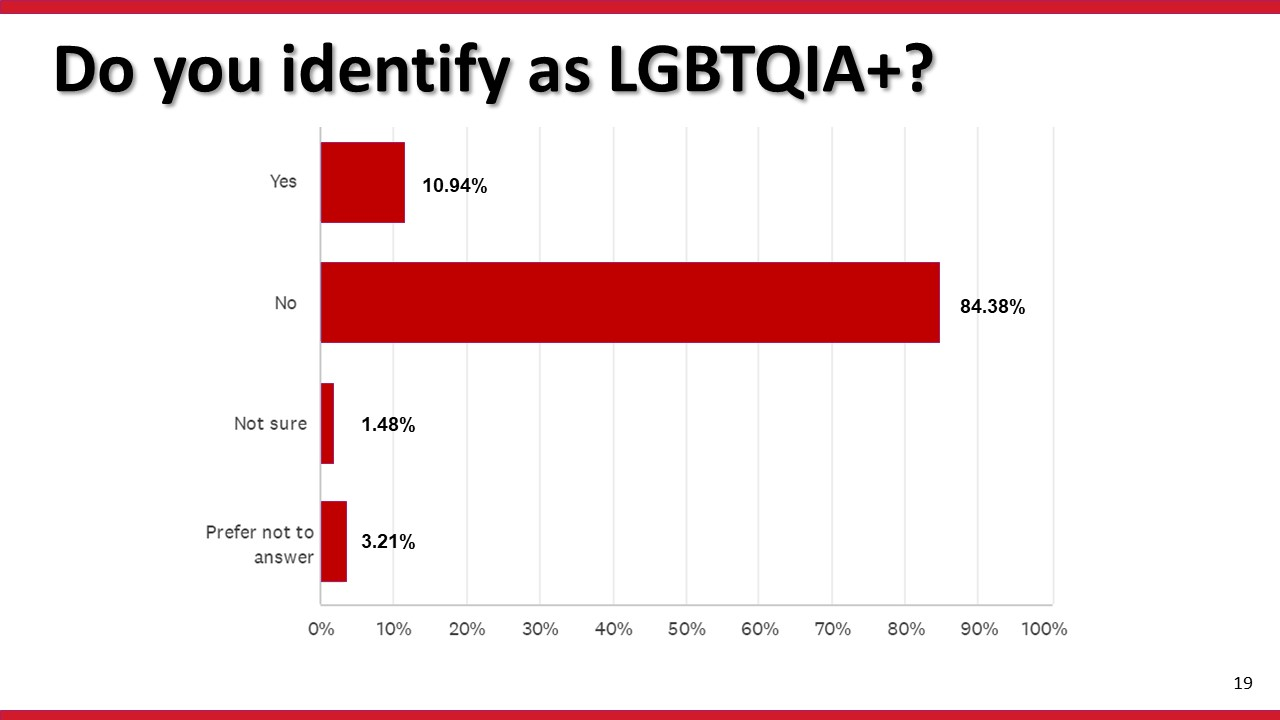 Do you identify as LGBTQIA+?
Yes
10.94%
No
84.38%
Not sure
1.48%
Prefer not to
answer
3.21%
0% 10% 20% 30% 40% 50% 60% 70% 80% 90% 100%
19